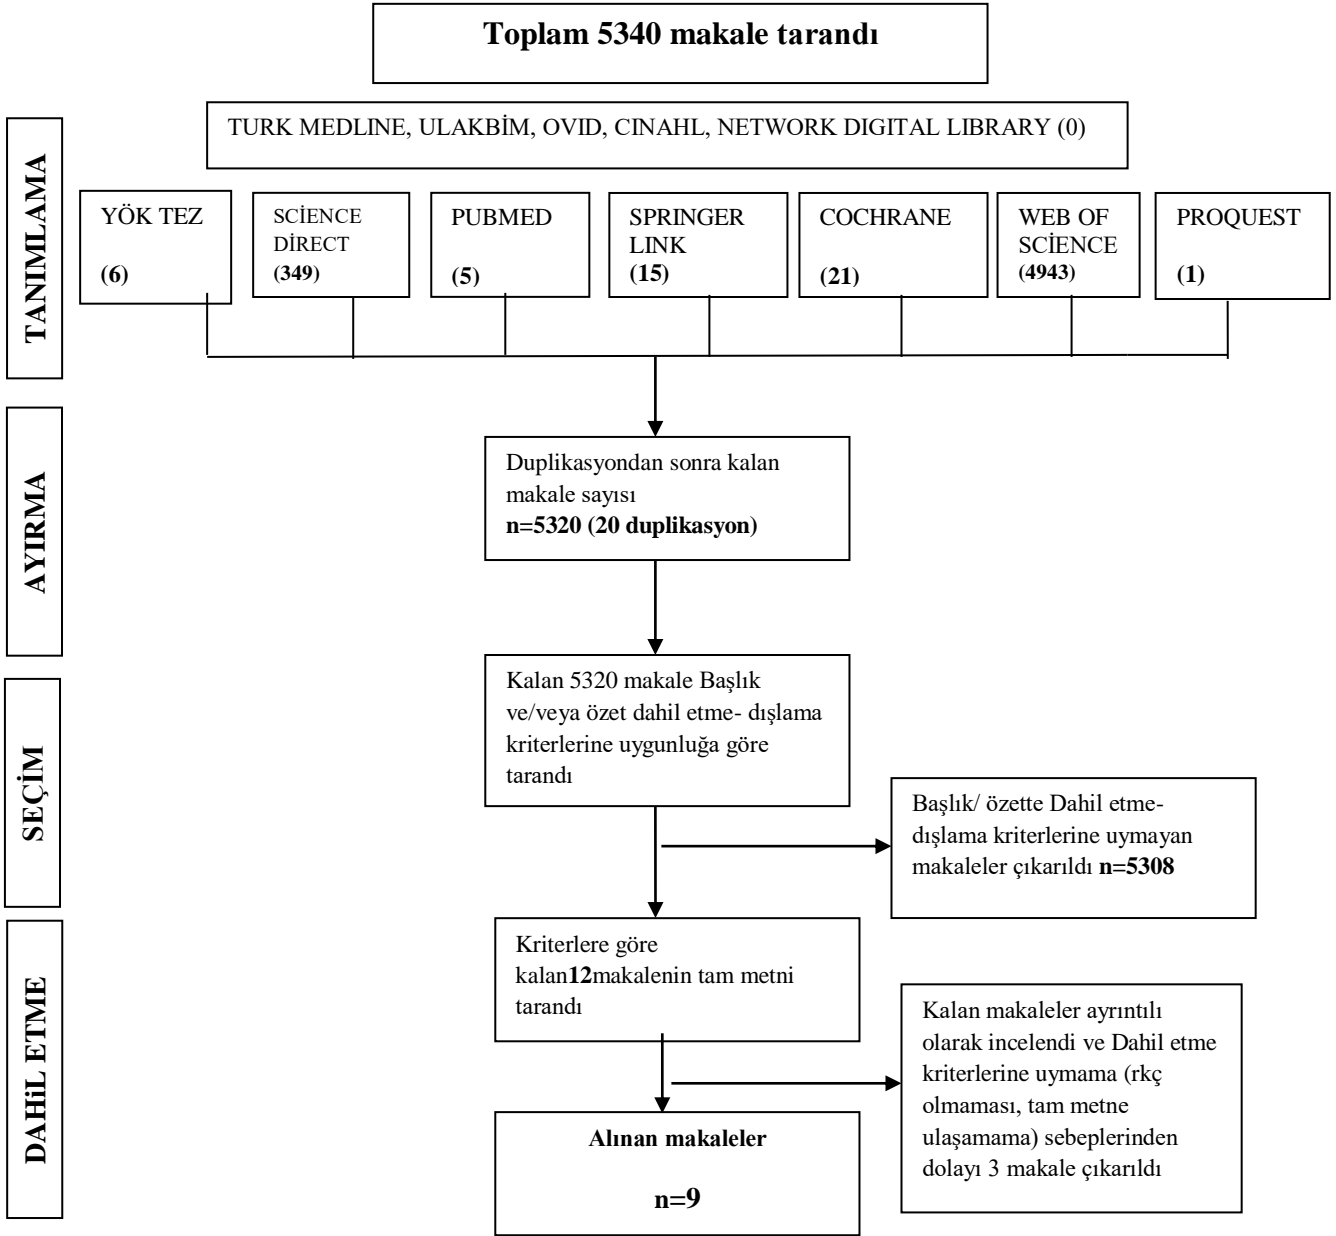 Toplam 5340 makale tarandı
TURK MEDLINE, ULAKBİM, OVID, CINAHL, NETWORK DIGITAL LIBRARY (0)
TANIMLAMA
YÖK TEZ
(6)
SCİENCE
DİRECT
(349)
PUBMED
(5)
SPRINGER
LINK
(15)
COCHRANE
(21)
WEB OF
SCİENCE
(4943)
PROQUEST
(1)
AYIRMA
Duplikasyondan sonra kalan
makale sayısı
n=5320 (20 duplikasyon)
SEÇİM
Kalan 5320 makale Başlık
ve/veya özet dahil etme- dışlama
kriterlerine uygunluğa göre
tarandı
Başlık/ özette Dahil etme-
dışlama kriterlerine uymayan
makaleler çıkarıldı n=5308
DAHiL ETME
Kriterlere göre
kalan12makalenin tam metni
tarandı
Kalan makaleler ayrıntılı
olarak incelendi ve Dahil etme
kriterlerine uymama (rkç
olmaması, tam metne
ulaşamama) sebeplerinden
dolayı 3 makale çıkarıldı
Alınan makaleler
n=9